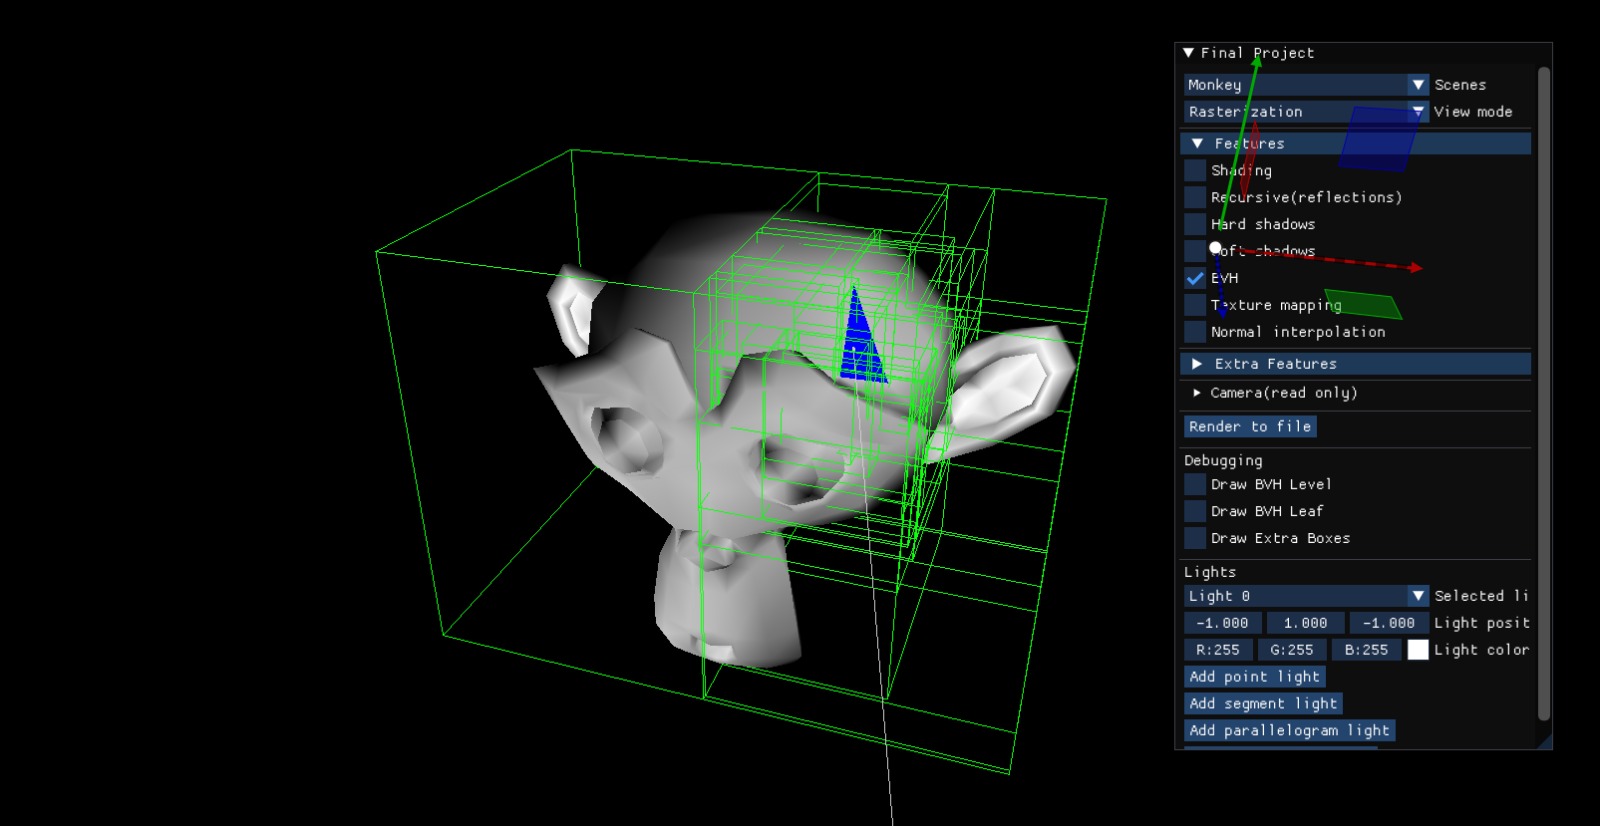 Final Project
Monkey Scenes
Rasterization View mode
Features
Shading
Recursive(reflections)
Hard shadows
Soft shadows
BVH
Texture mapping
Normal interpolation
Extra Features
Camera(read only)
Render to file
Debugging
Draw BVH Level
Draw BVH Leaf
Draw Extra Boxes
Lights
Light 0 Selected li
-1.000 1.000 -1.000 Light posit
R:255 G:255 B:255 Light color
Add point light
Add segment light
Add parallelogram light